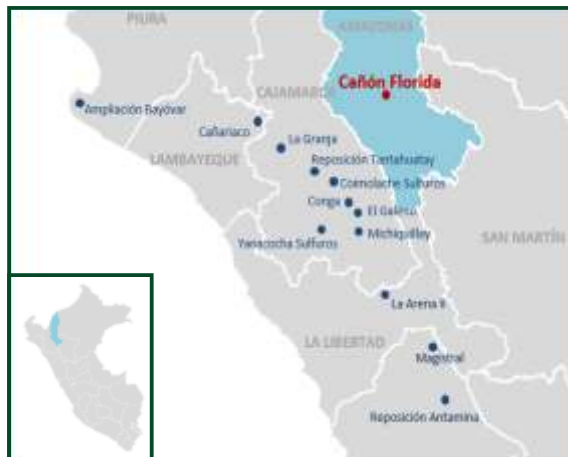 PIURA
AMAZONAS
Cañón Florida
CAJAMARCA
Ampliación Bayóvar
Cañariaco
La Granja
LAMBAYEQUE
Reposición Tantahuatay
Coimolache Sulfuros
Conga
El Galeno
Yanacocha Sulfuros
Michiquillay
SAN MARTÍN
La Arena II
LA LIBERTAD
Magistral
Reposición Antamina